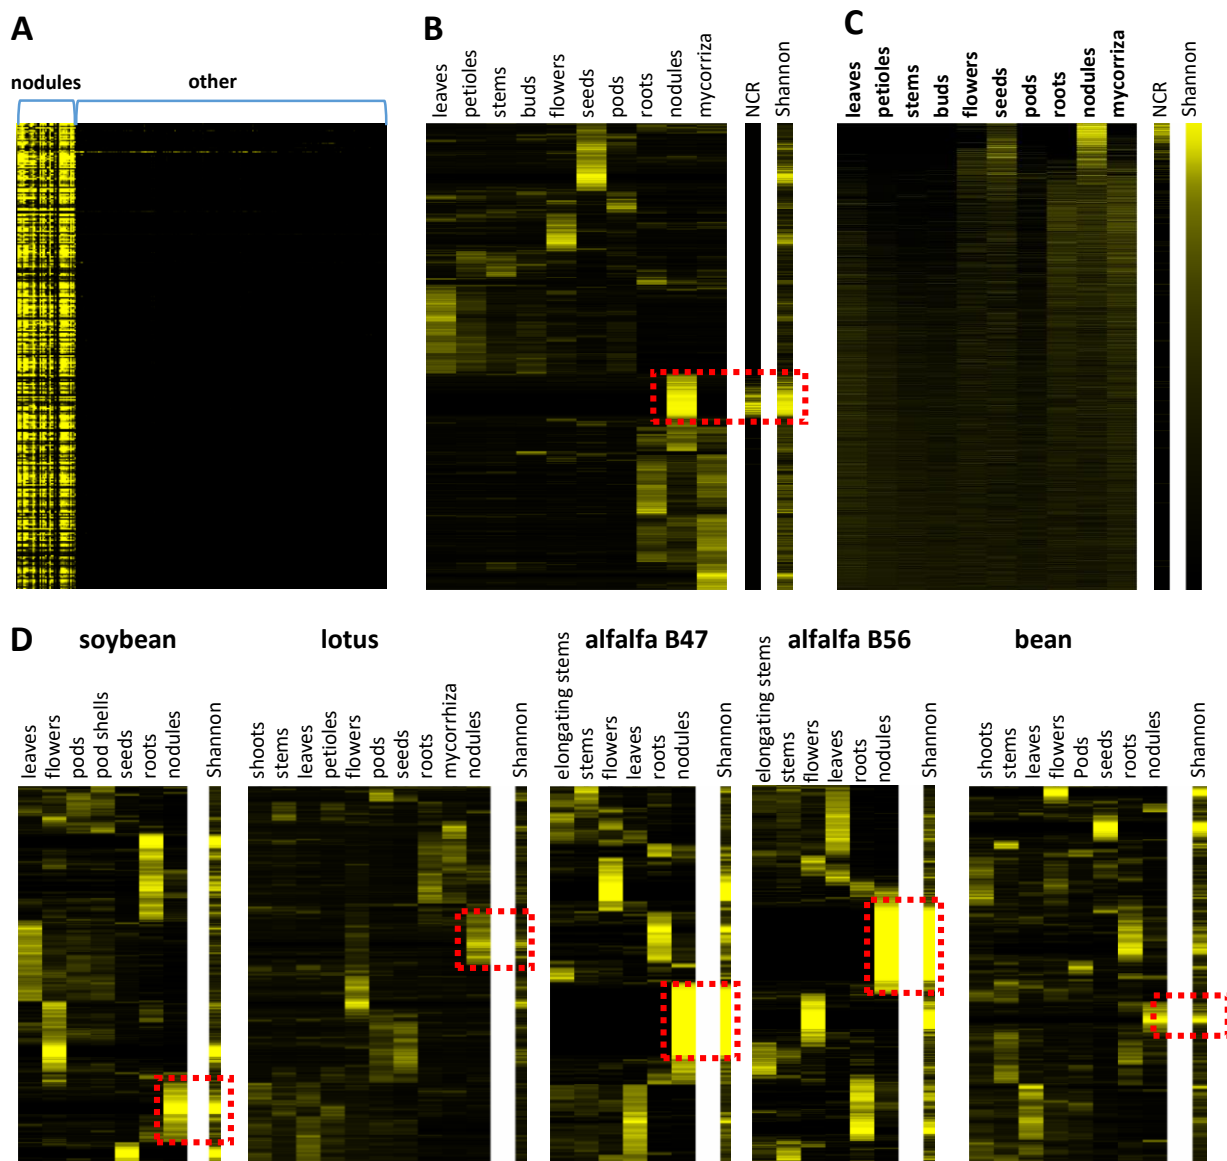 A
nodules
other
B
leaves
petioles
stems
buds
flowers
seeds
pods
roots
nodules
mycorriza
NCR
Shannon
C
leaves
petioles
stems
buds
flowers
seeds
pods
roots
nodules
mycorriza
NCR
Shannon
D
soybean
leaves
flowers
pods
pod shells
seeds
roots
nodules
Shannon
lotus
shoots
stems
leaves
petioles
flowers
pods
seeds
roots
mycorrhiza
nodules
Shannon
alfalfa B47
elongating stems
stems
flowers
leaves
roots
nodules
Shannon
alfalfa B56
elongating stems
stems
flowers
leaves
roots
nodules
Shannon
bean
shoots
stems
leaves
flowers
Pods
seeds
roots
nodules
Shannon